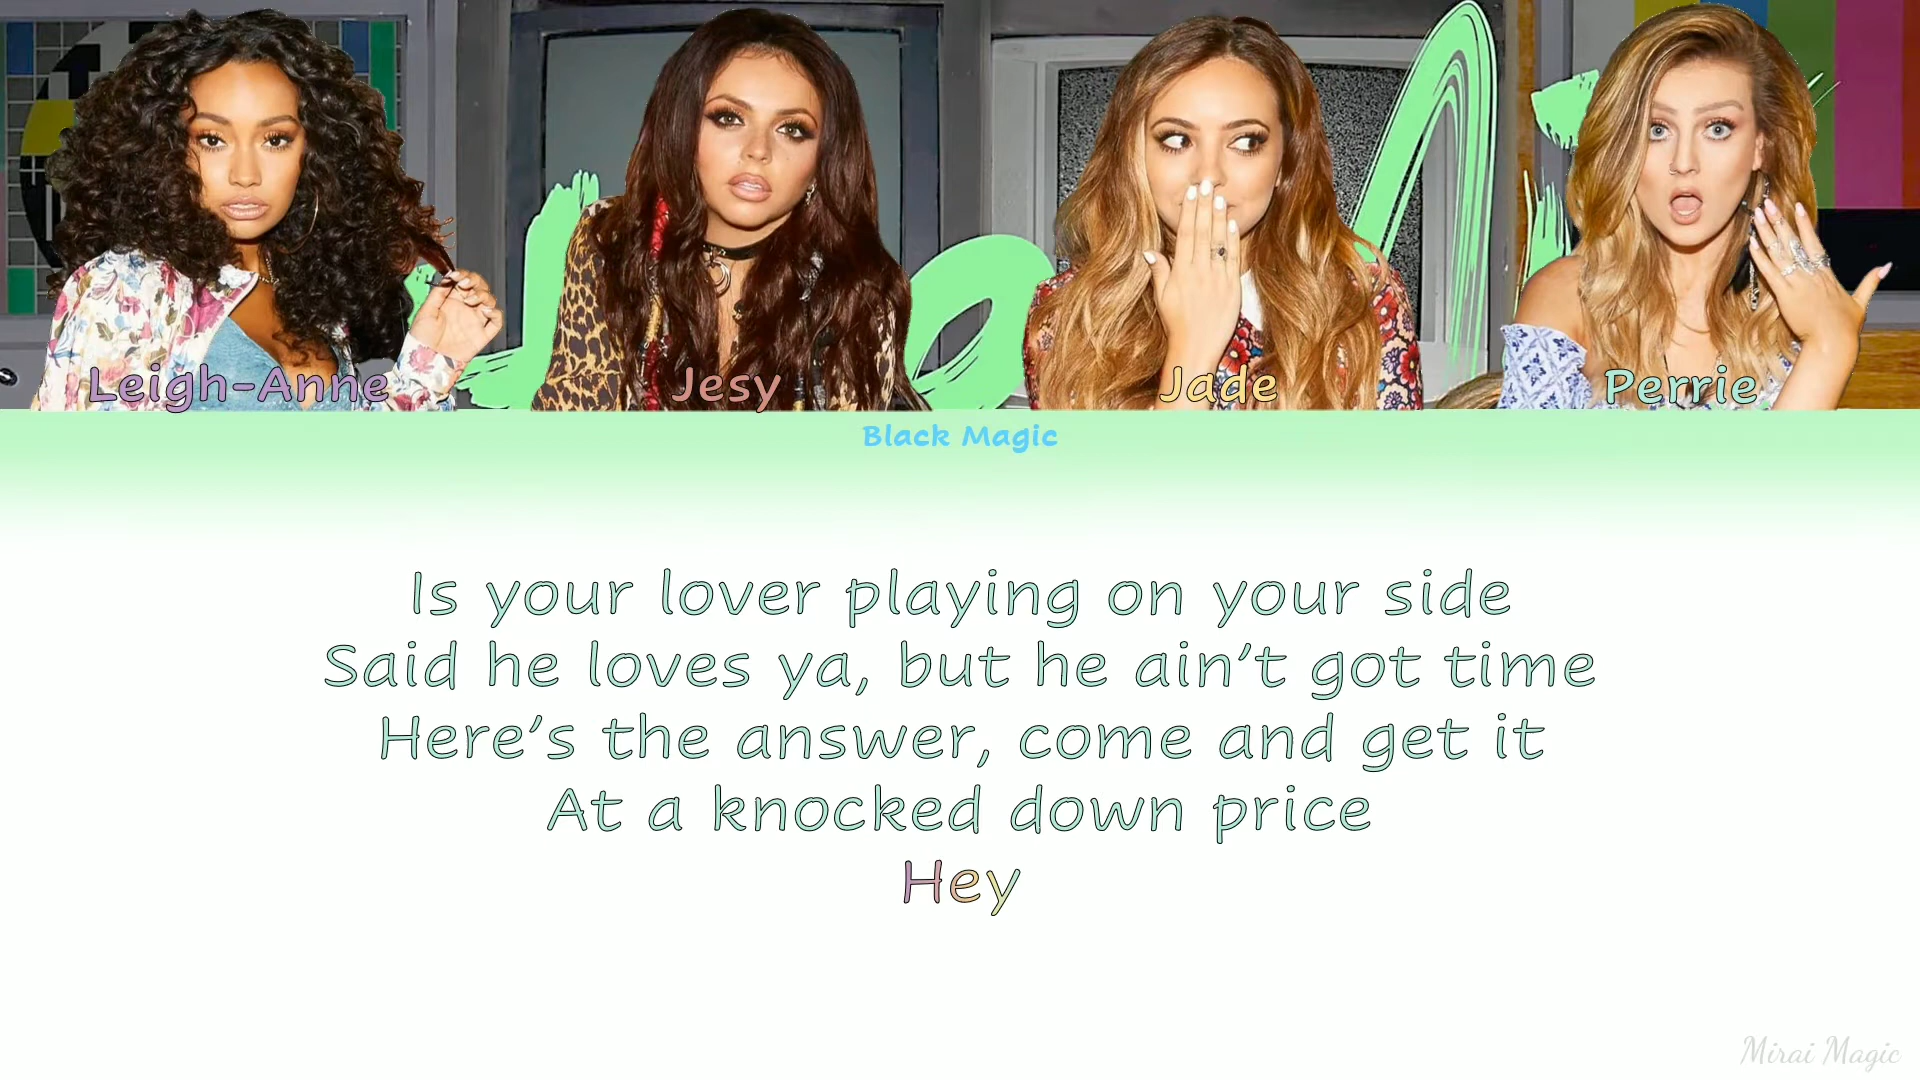 Leigh-Anne
Jesy
Jade
Perrie
Black Magic
Is your lover playing on your side
Said he loves ya, but he ain’t got time
Here’s the answer, come and get it
At a knocked down price
Hey
Mirai Magic